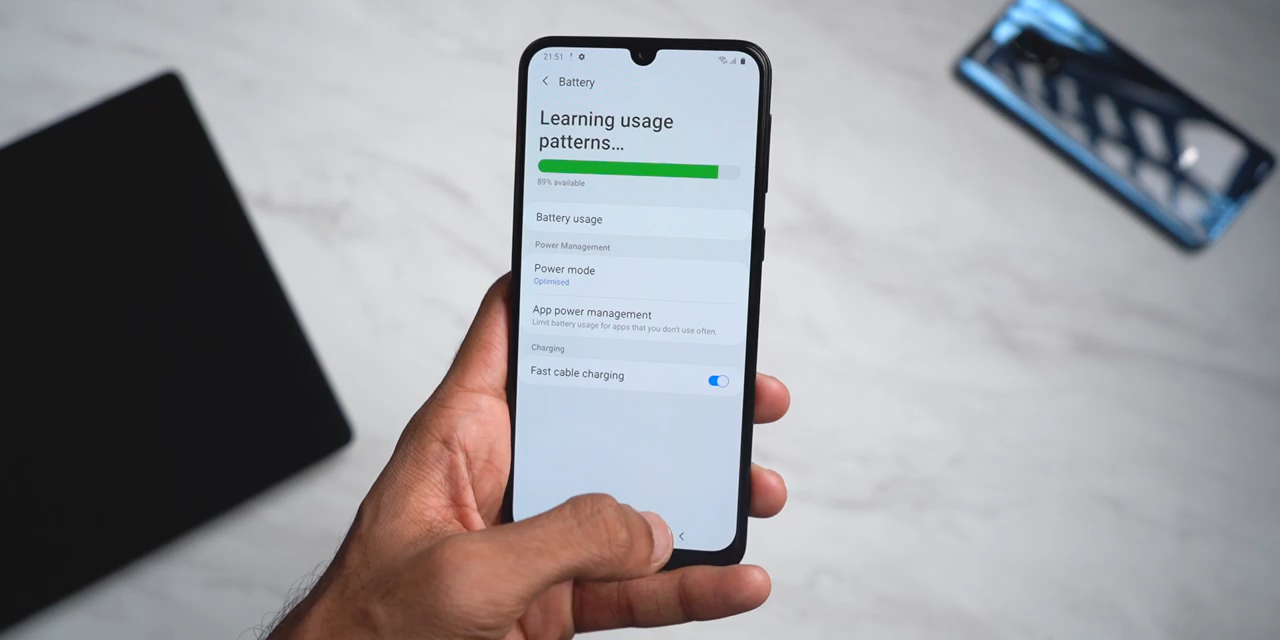 21:51
Battery
Learning usage
patterns...
89% available
Battery usage
Power Management
Power mode
Optimised
App power management
Limit battery usage for apps that you don't use often.
Charging
Fast cable charging